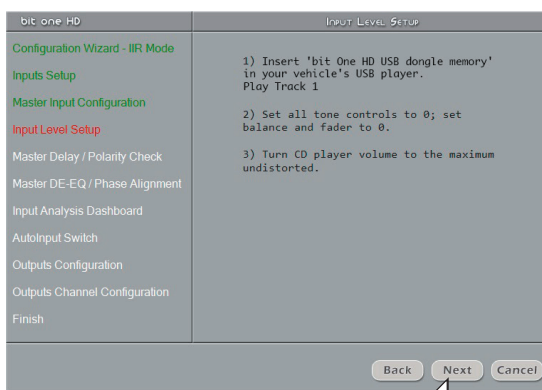 bit one HD
Input Level Setup
Configuration Wizard - IIR Mode
Inputs Setup
Master Input Configuration
Input Level Setup
Master Delay / Polarity Check
Master DE-EQ / Phase Alignment
Input Analysis Dashboard
AutoInput Switch
Outputs Configuration
Outputs Channel Configuration
Finish
1) Insert 'bit One HD USB dongle memory'
in your vehicle's USB player.
Play Track 1
2) Set all tone controls to 0; set
balance and fader to 0.
3) Turn CD player volume to the maximum
undistorted.
Back Next Cancel